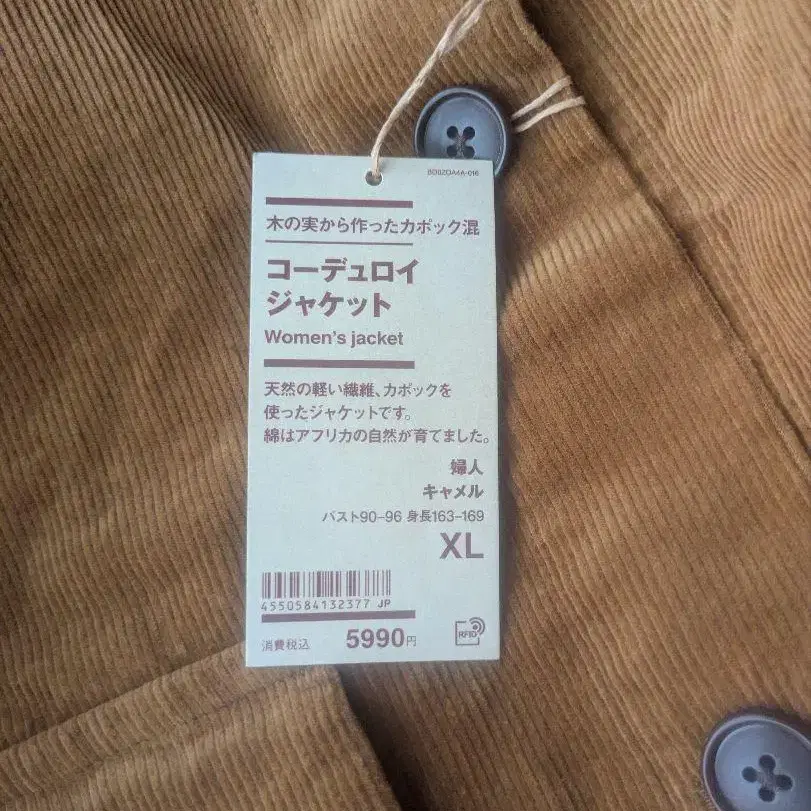 木の実から作ったカポック混
コーデュロイ
ジャケット
Women's jacket
天然の軽い繊維、カポックを
使ったジャケットです。
綿はアフリカの自然が育てました。
婦人
キャメル
バスト90-96 身長163-169
XL
4550584132377 JP
消費税込 5990円
RFID